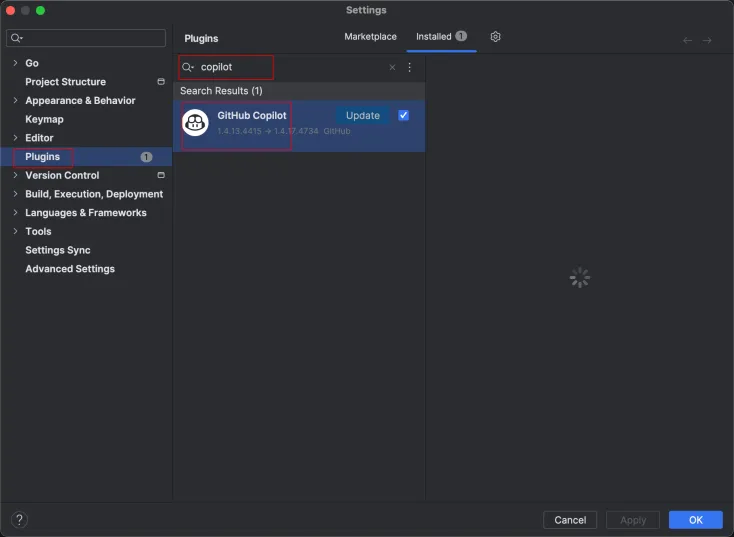 Settings
Plugins
Marketplace
Installed 1
copilot
Search Results (1)
GitHub Copilot
Update
1.4.13.4415 → 1.4.17.4734 GitHub
Go
Project Structure
Appearance & Behavior
Keymap
Editor
Plugins 1
Version Control
Build, Execution, Deployment
Languages & Frameworks
Tools
Settings Sync
Advanced Settings
?
Cancel
Apply
OK